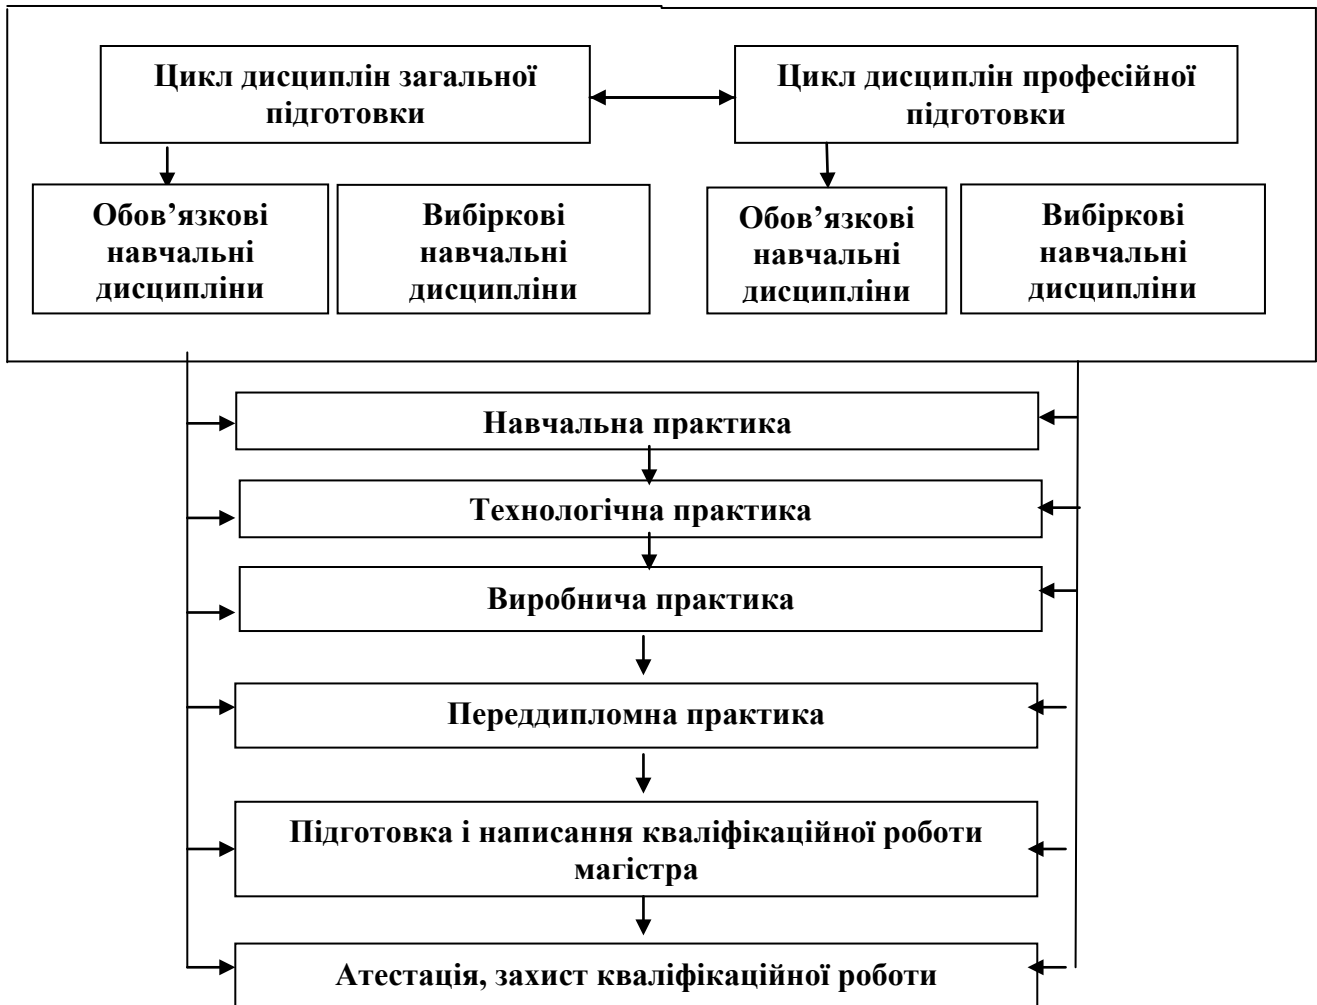 Цикл дисциплін загальної
підготовки
Цикл дисциплін професійної
підготовки
Обов’язкові
навчальні
дисципліни
Вибіркові
навчальні
дисципліни
Обов’язкові
навчальні
дисципліни
Вибіркові
навчальні
дисципліни
Навчальна практика
Технологічна практика
Виробнича практика
Переддипломна практика
Підготовка і написання кваліфікаційної роботи
магістра
Атестація, захист кваліфікаційної роботи